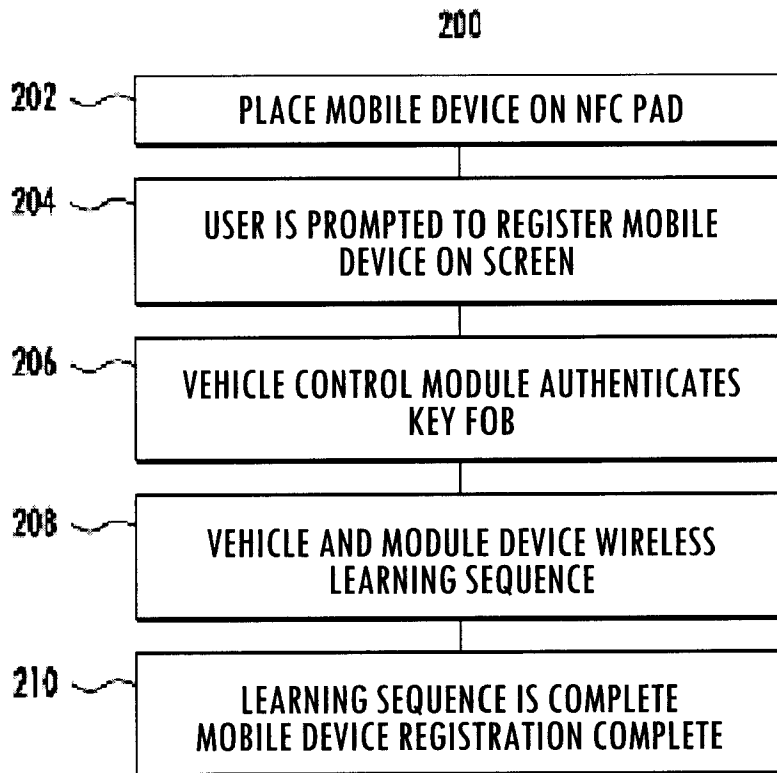 200
202
PLACE MOBILE DEVICE ON NFC PAD
204
USER IS PROMPTED TO REGISTER MOBILE
DEVICE ON SCREEN
206
VEHICLE CONTROL MODULE AUTHENTICATES
KEY FOB
208
VEHICLE AND MODULE DEVICE WIRELESS
LEARNING SEQUENCE
210
LEARNING SEQUENCE IS COMPLETE
MOBILE DEVICE REGISTRATION COMPLETE